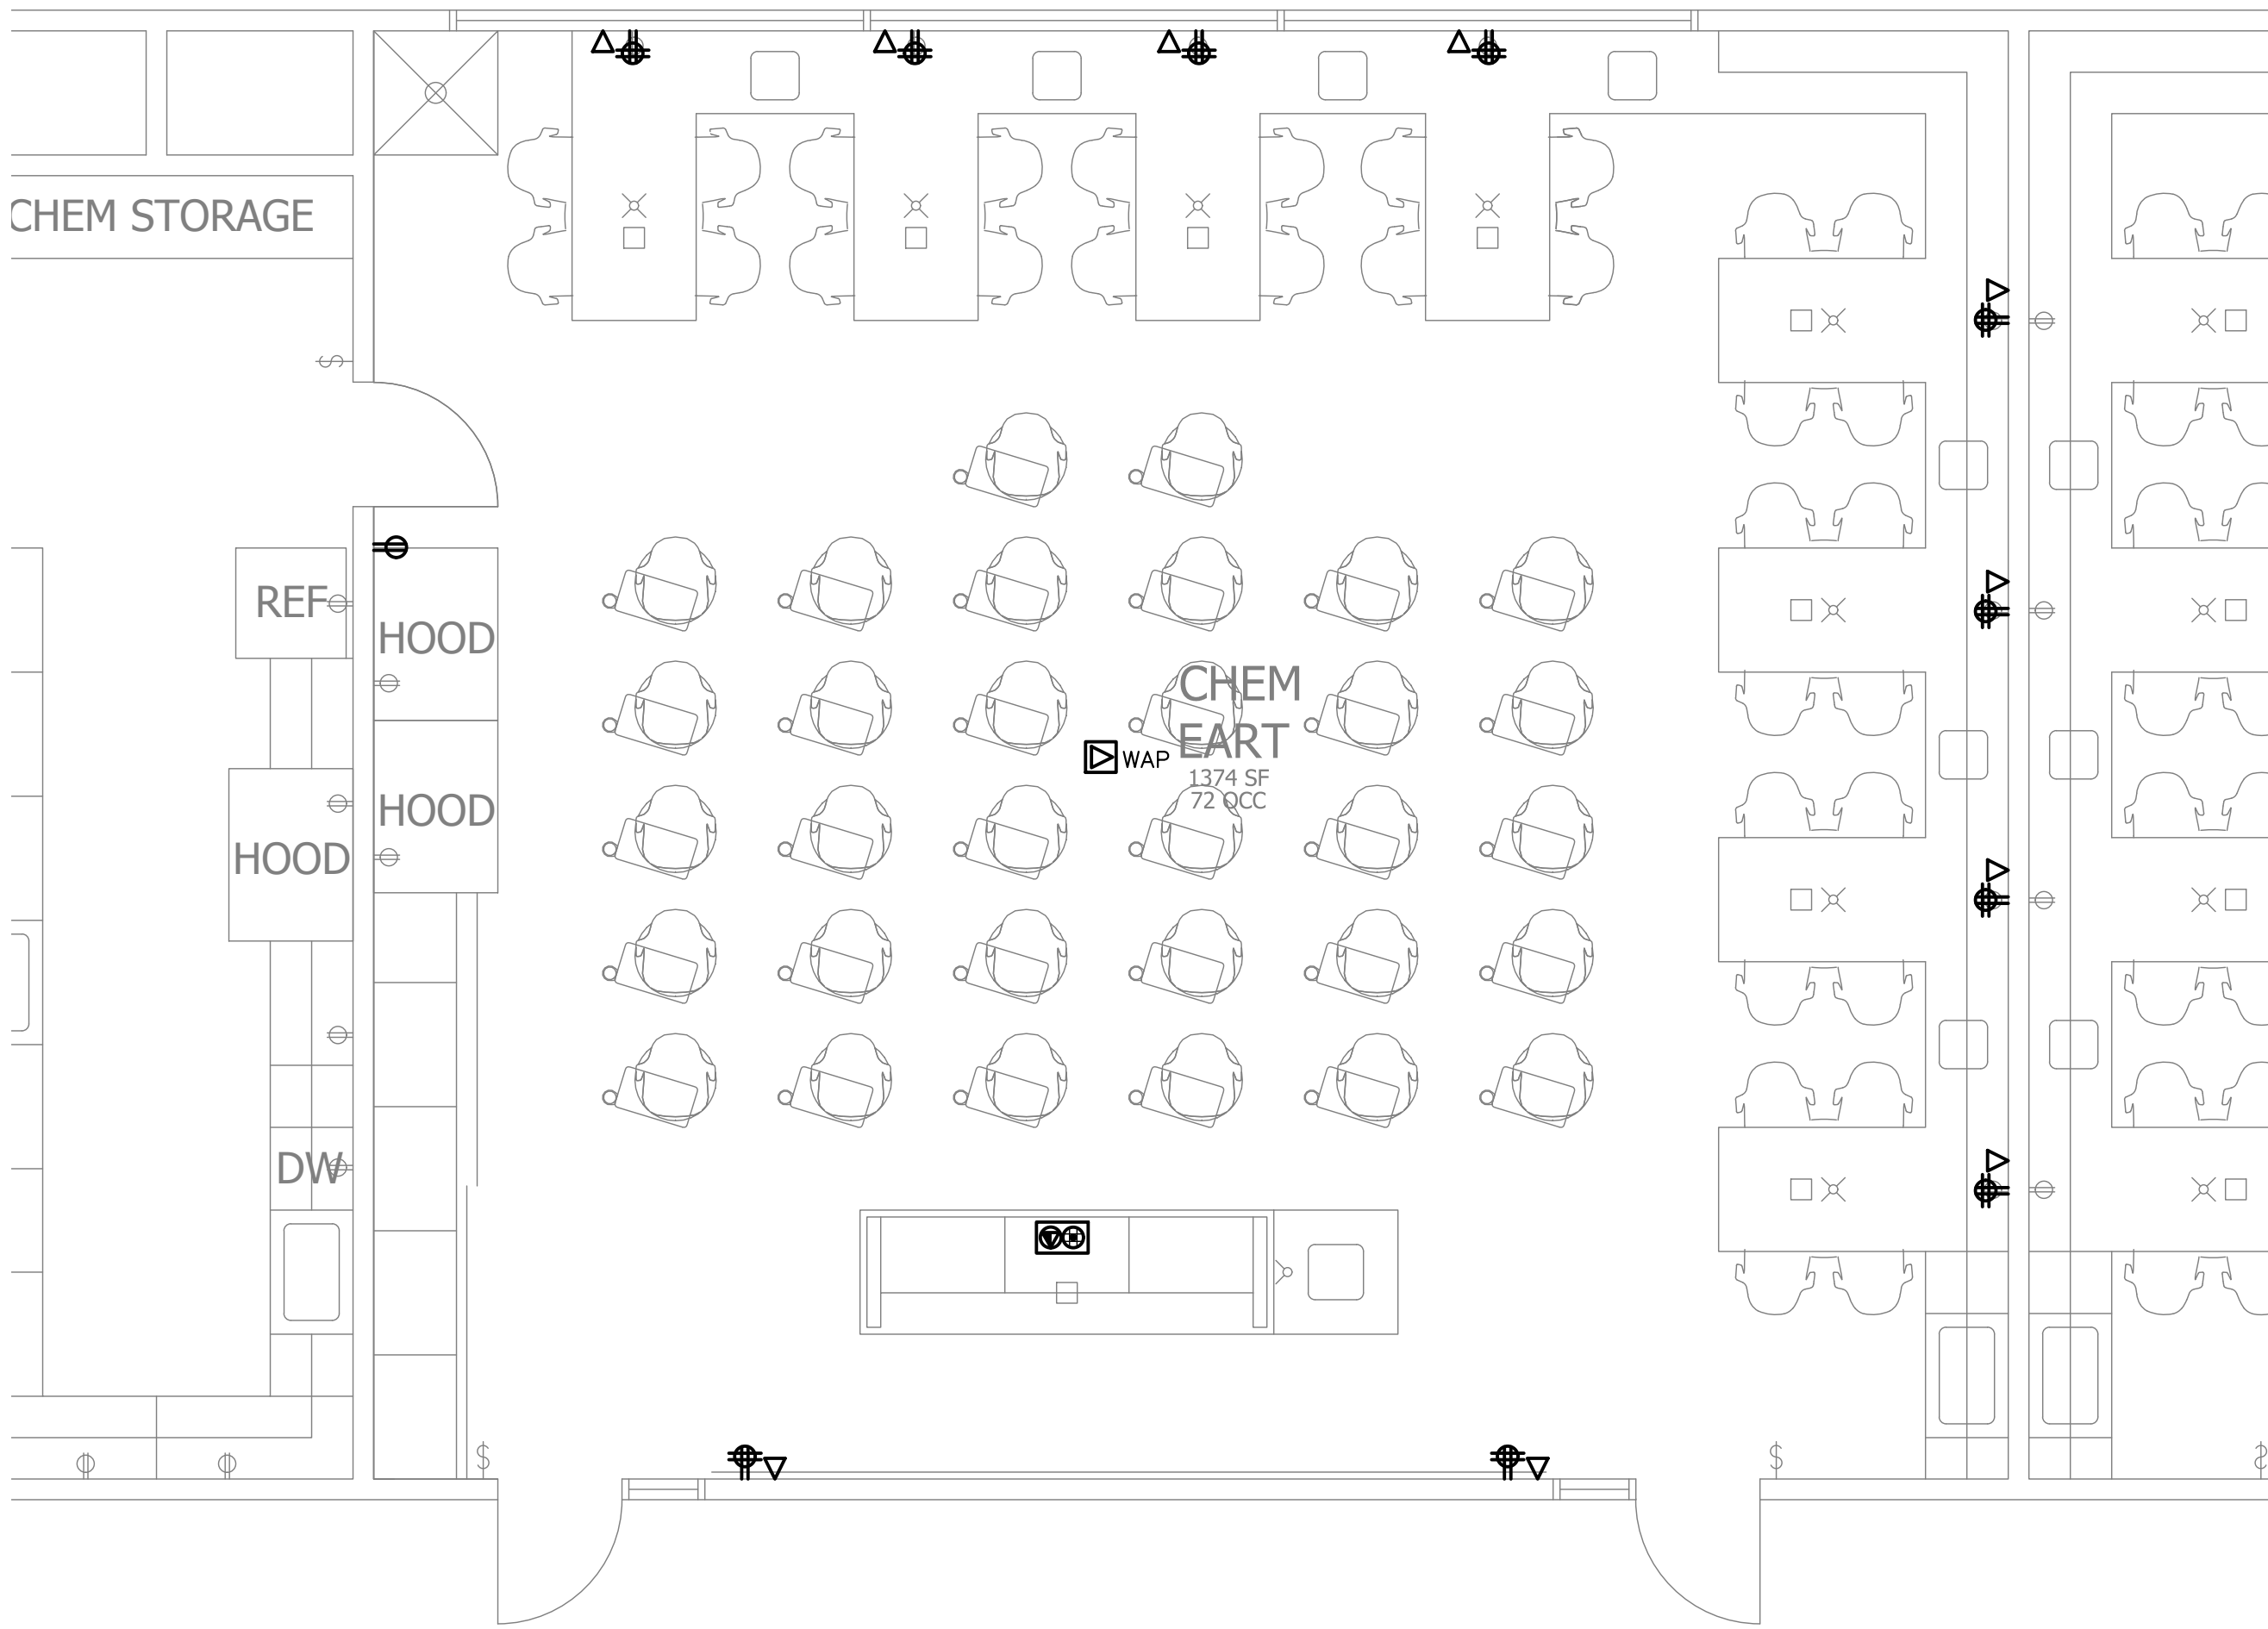 CHEM STORAGE
REF
HOOD
CHEM
EART
WAP
1374 SF
72 OCC
HOOD
HOOD
DW
$
$
$
$